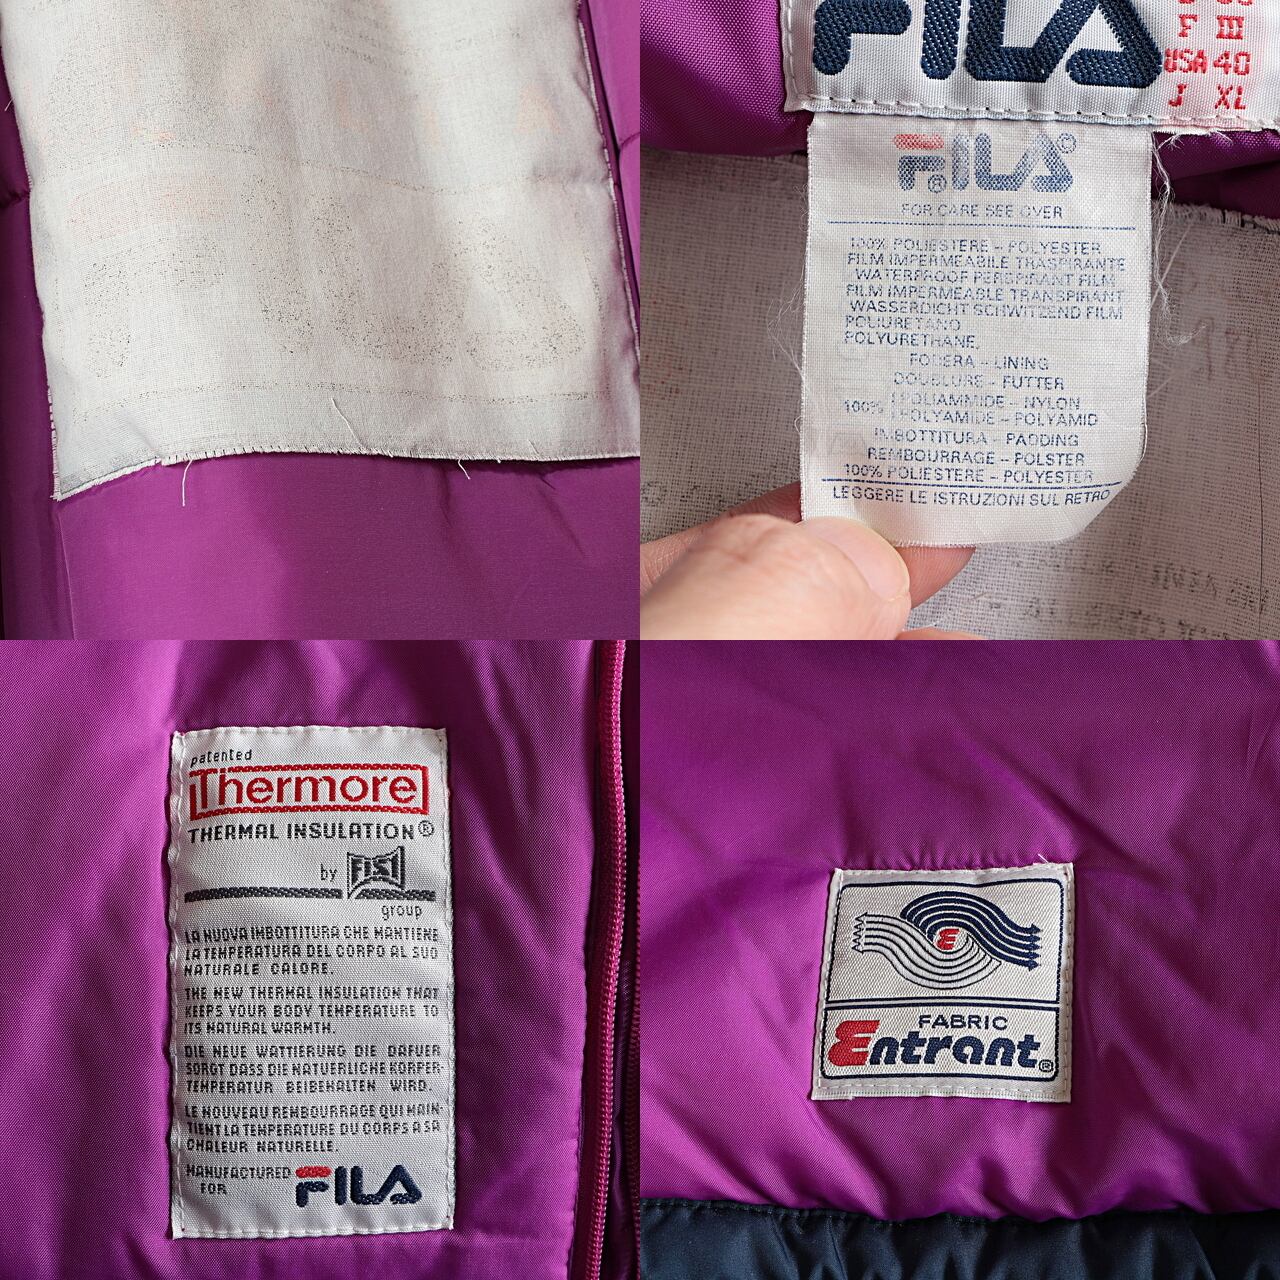 FILA
F III
USA 40
J XL
FILA©
®
FOR CARE SEE OVER
100% POLIESTERE - POLYESTER
FILM IMPERMEABILE TRASPIRANTE
WATERPROOF PERSPIRANT FILM
FILM IMPERMEABLE TRANSPIRANT
WASSERDICHT SCHWITZEND FILM
POLIURETANO
POLYURETHANE.
FODERA - LINING
DOUBLURE - FUTTER
100% POLIAMMIDE - NYLON
POLYAMIDE - POLYAMID
IMBOTTITURA - PADDING
REMBOURRAGE - POLSTER
100% POLIESTERE - POLYESTER
LEGGERE LE ISTRUZIONI SUL RETRO
patented
Thermore
THERMAL INSULATION®
by FISI
group
LA NUOVA IMBOTTITURA CHE MANTIENE
LA TEMPERATURA DEL CORPO AL SUO
NATURALE CALORE.
THE NEW THERMAL INSULATION THAT
KEEPS YOUR BODY TEMPERATURE TO
ITS NATURAL WARMTH.
DIE NEUE WATTIERUNG DIE DAFUER
SORGT DASS DIE NATUERLICHE KORPER-
TEMPERATUR BEIBEHALTEN WIRD.
LE NOUVEAU REMBOURRAGE QUI MAIN-
TIENT LA TEMPERATURE DU CORPS A SA
CHALEUR NATURELLE.
MANUFACTURED
FOR FILA
E
FABRIC
Entrant®